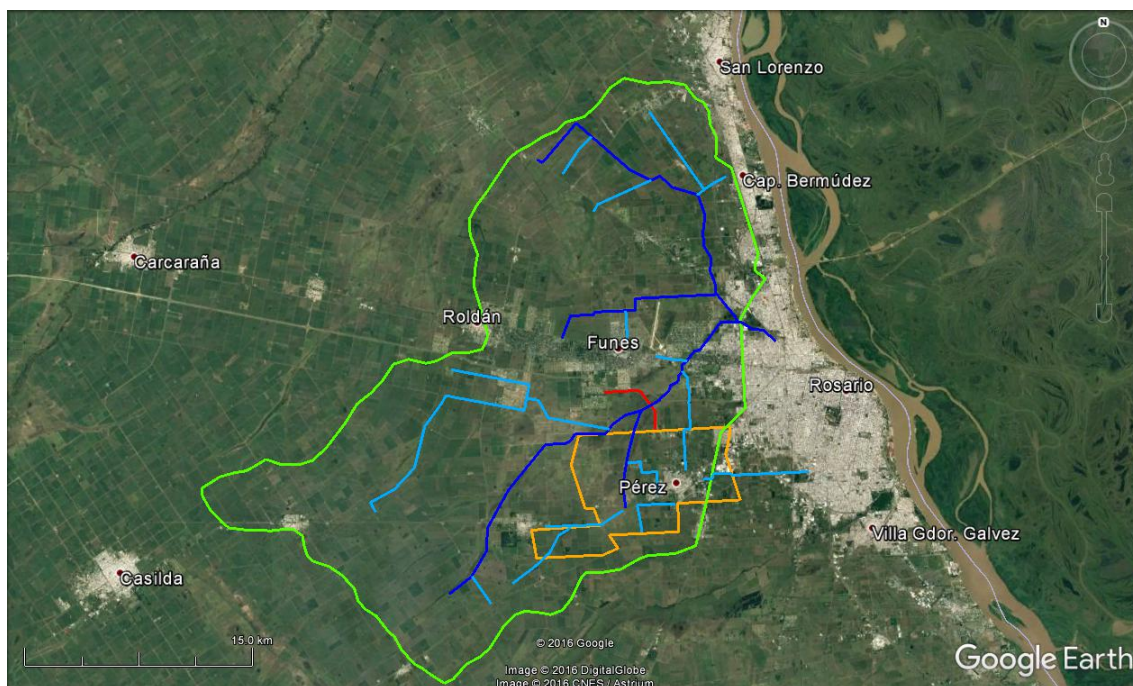 N
San Lorenzo
Cap. Bermúdez
Carcaraña
Roldán
Funes
Rosario
Pérez
Villa Gdor. Galvez
Casilda
15.0 km
© 2016 Google
Image © 2016 DigitalGlobe
Image © 2016 CNES / Astrium
Google Earth